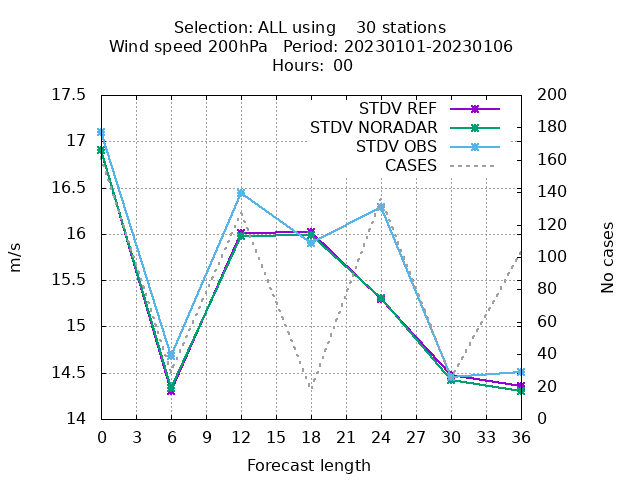 Selection: ALL using    30 stations
Wind speed 200hPa   Period: 20230101-20230106
Hours:  00
STDV REF
STDV NORADAR
STDV OBS
CASES
17.5
17
16.5
16
15.5
15
14.5
14
m/s
200
180
160
140
120
100
80
60
40
20
0
No cases
0 3 6 9 12 15 18 21 24 27 30 33 36
Forecast length